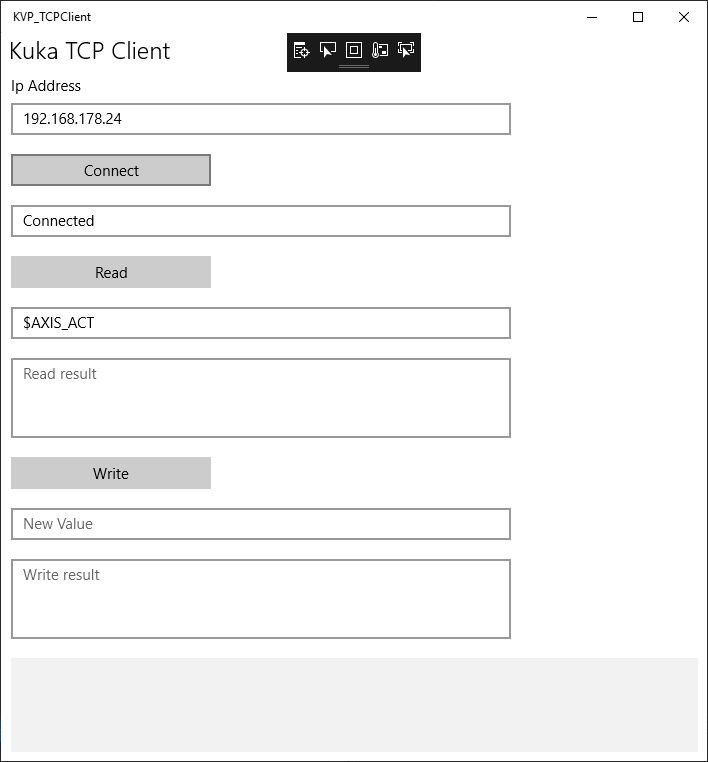 KVP_TCPClient
Kuka TCP Client
Ip Address
192.168.178.24
Connect
Connected
Read
$AXIS_ACT
Read result
Write
New Value
Write result